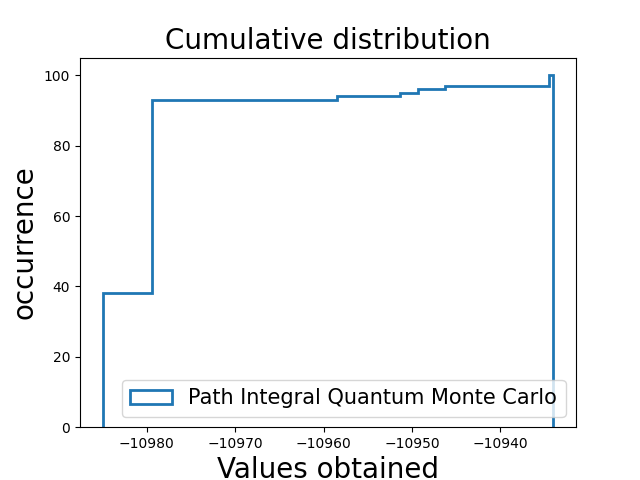 Cumulative distribution
100
80
60
40
20
0
occurrence
Path Integral Quantum Monte Carlo
−10980 −10970 −10960 −10950 −10940
Values obtained